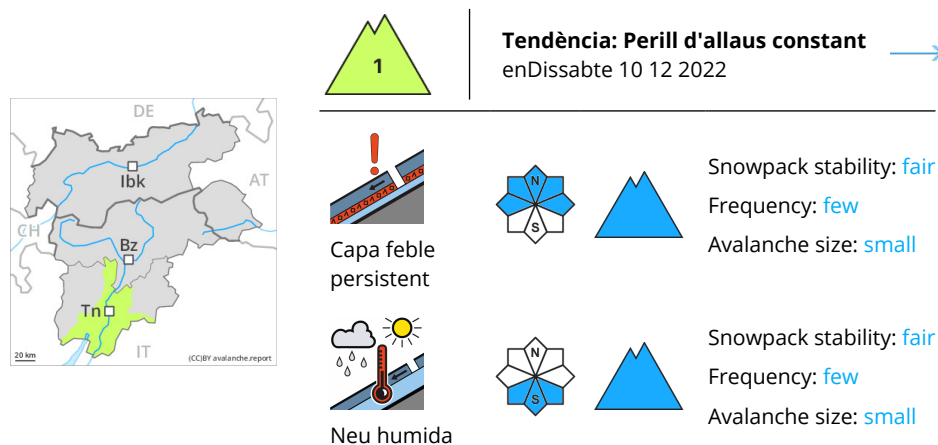 1
Tendència: Perill d'allaus constant
enDissabte 10 12 2022
DE
Ibk
AT
CH
Bz
Tn
IT
20 km
(CC)BY avalanche.report
N
S
Capa feble
persistent
Snowpack stability: fair
Frequency: few
Avalanche size: small
N
S
Neu humida
Snowpack stability: fair
Frequency: few
Avalanche size: small